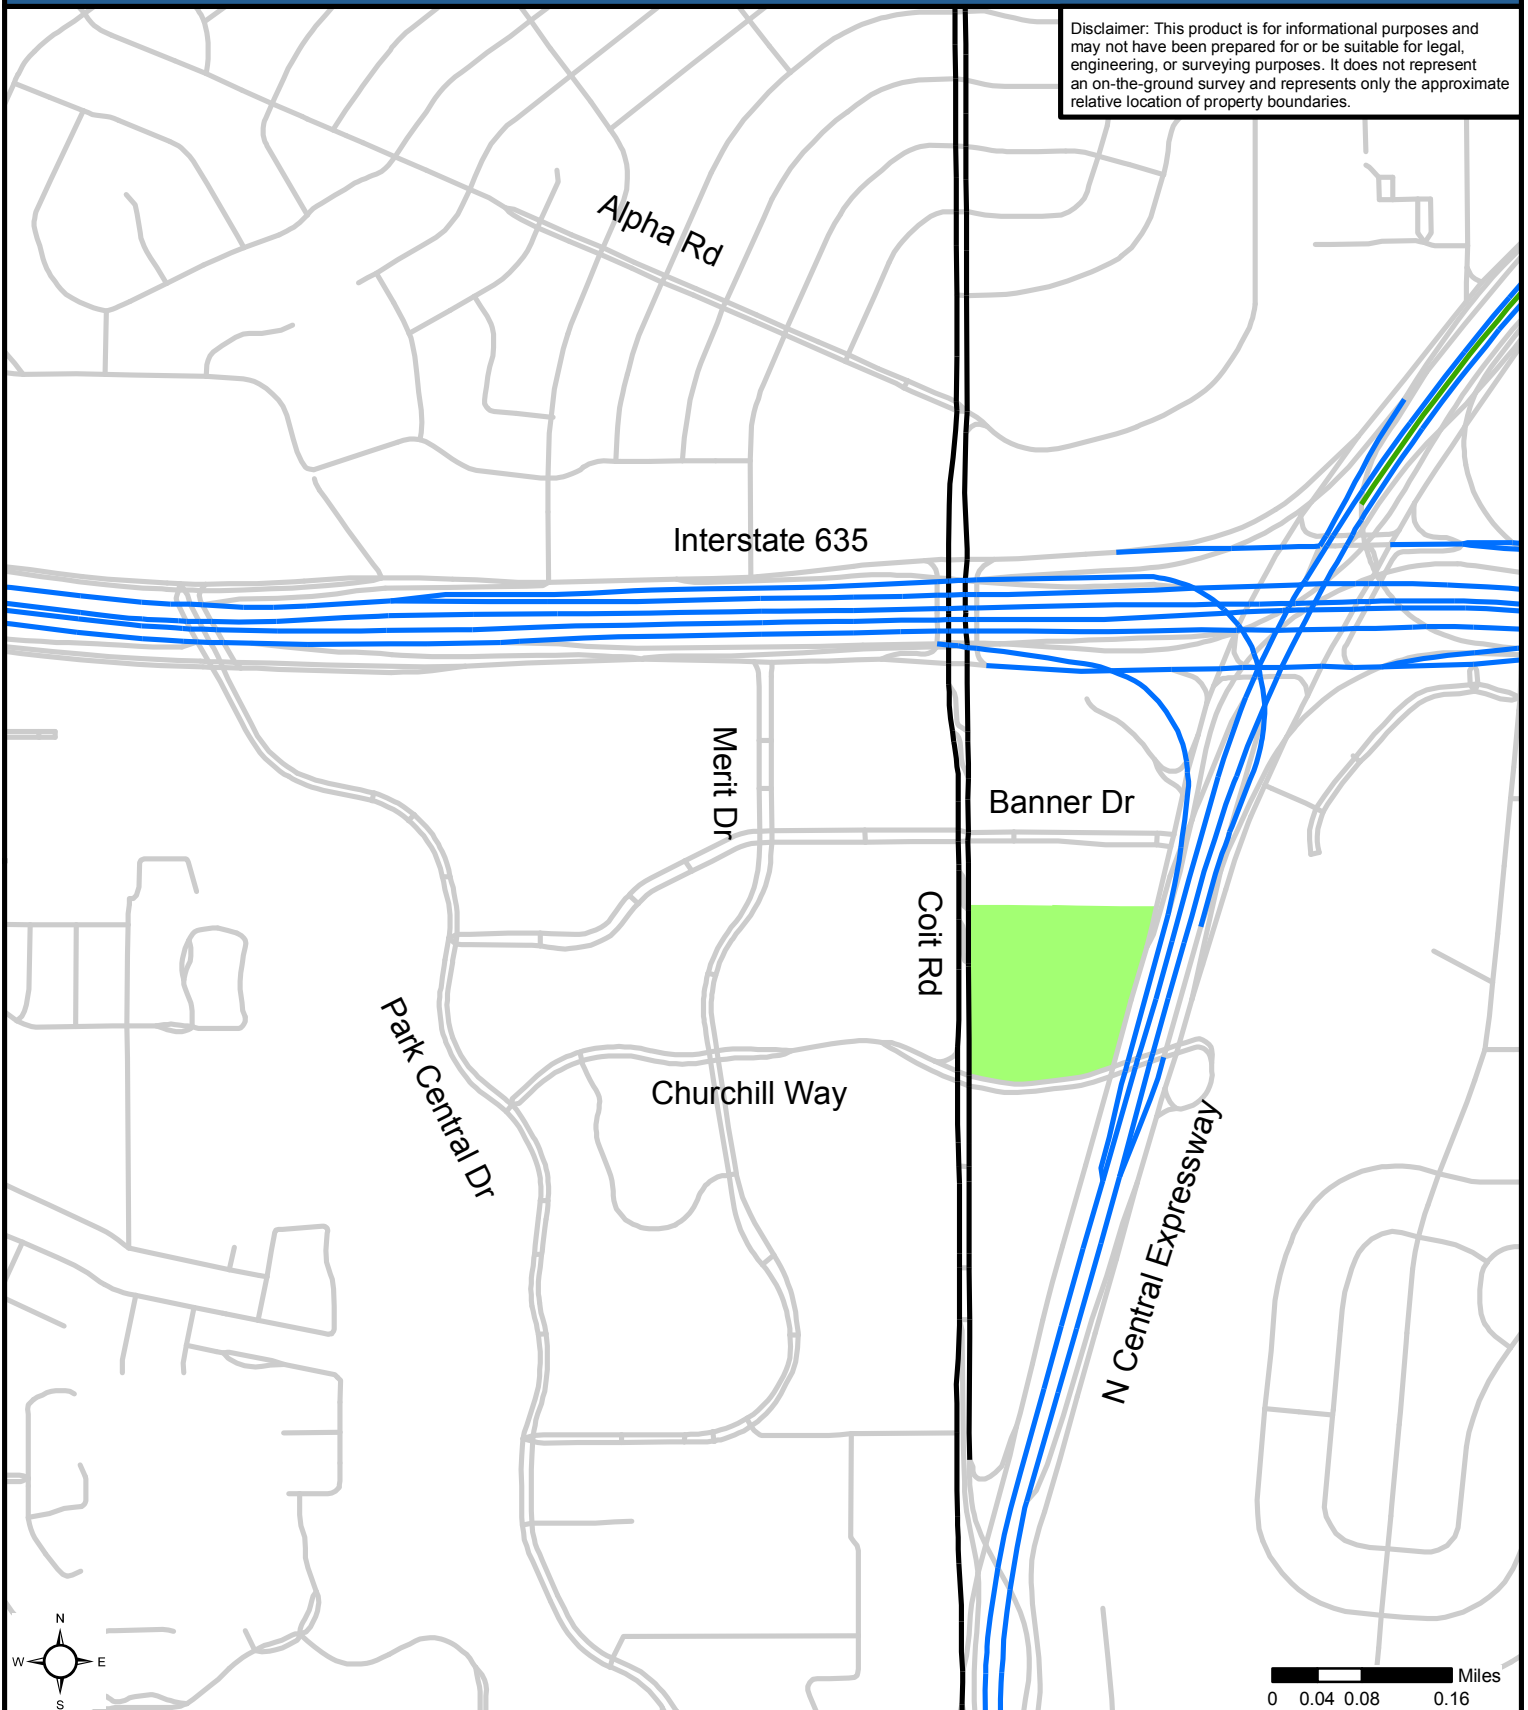 Disclaimer: This product is for informational purposes and
may not have been prepared for or be suitable for legal,
engineering, or surveying purposes. It does not represent
an on-the-ground survey and represents only the approximate
relative location of property boundaries.
Alpha Rd
Interstate 635
Merit Dr
Banner Dr
Coit Rd
Park Central Dr
Churchill Way
N Central Expressway
N
W E
S
Miles
0 0.04 0.08 0.16